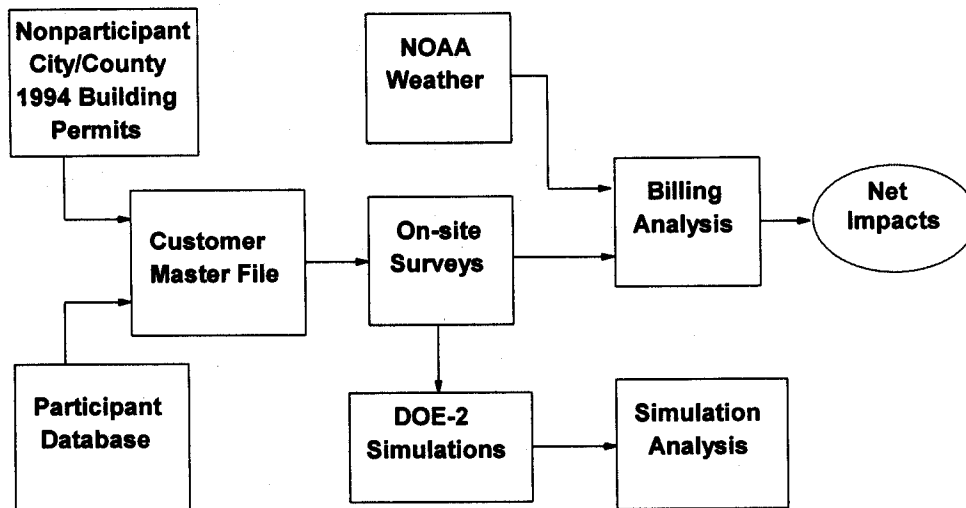 Nonparticipant
City/County
1994 Building
Permits
NOAA
Weather
Customer
Master File
On-site
Surveys
Billing
Analysis
Net
Impacts
Participant
Database
DOE-2
Simulations
Simulation
Analysis